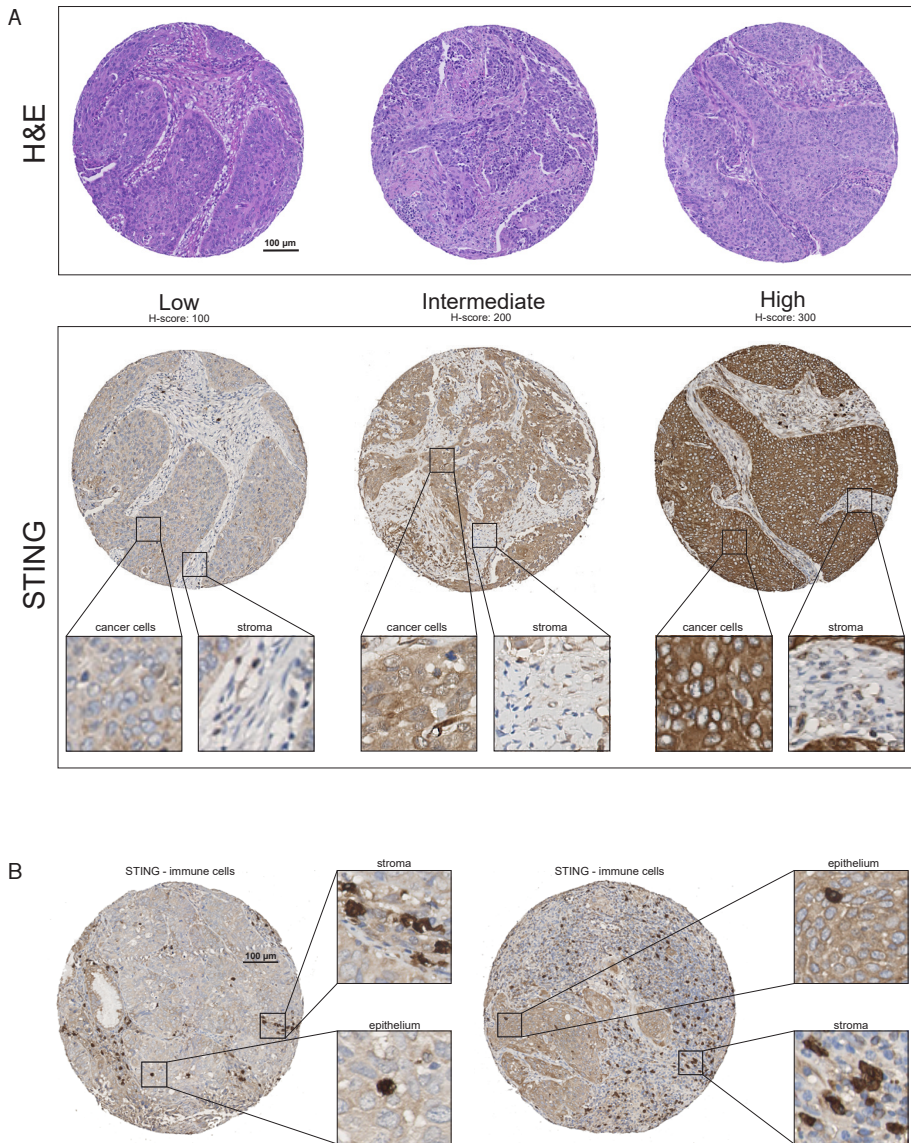 A
H&E
100 µm
Low
H-score: 100
Intermediate
H-score: 200
High
H-score: 300
STING
cancer cells
stroma
cancer cells
stroma
cancer cells
stroma
B
STING - immune cells
stroma
100 µm
epithelium
STING - immune cells
epithelium
stroma